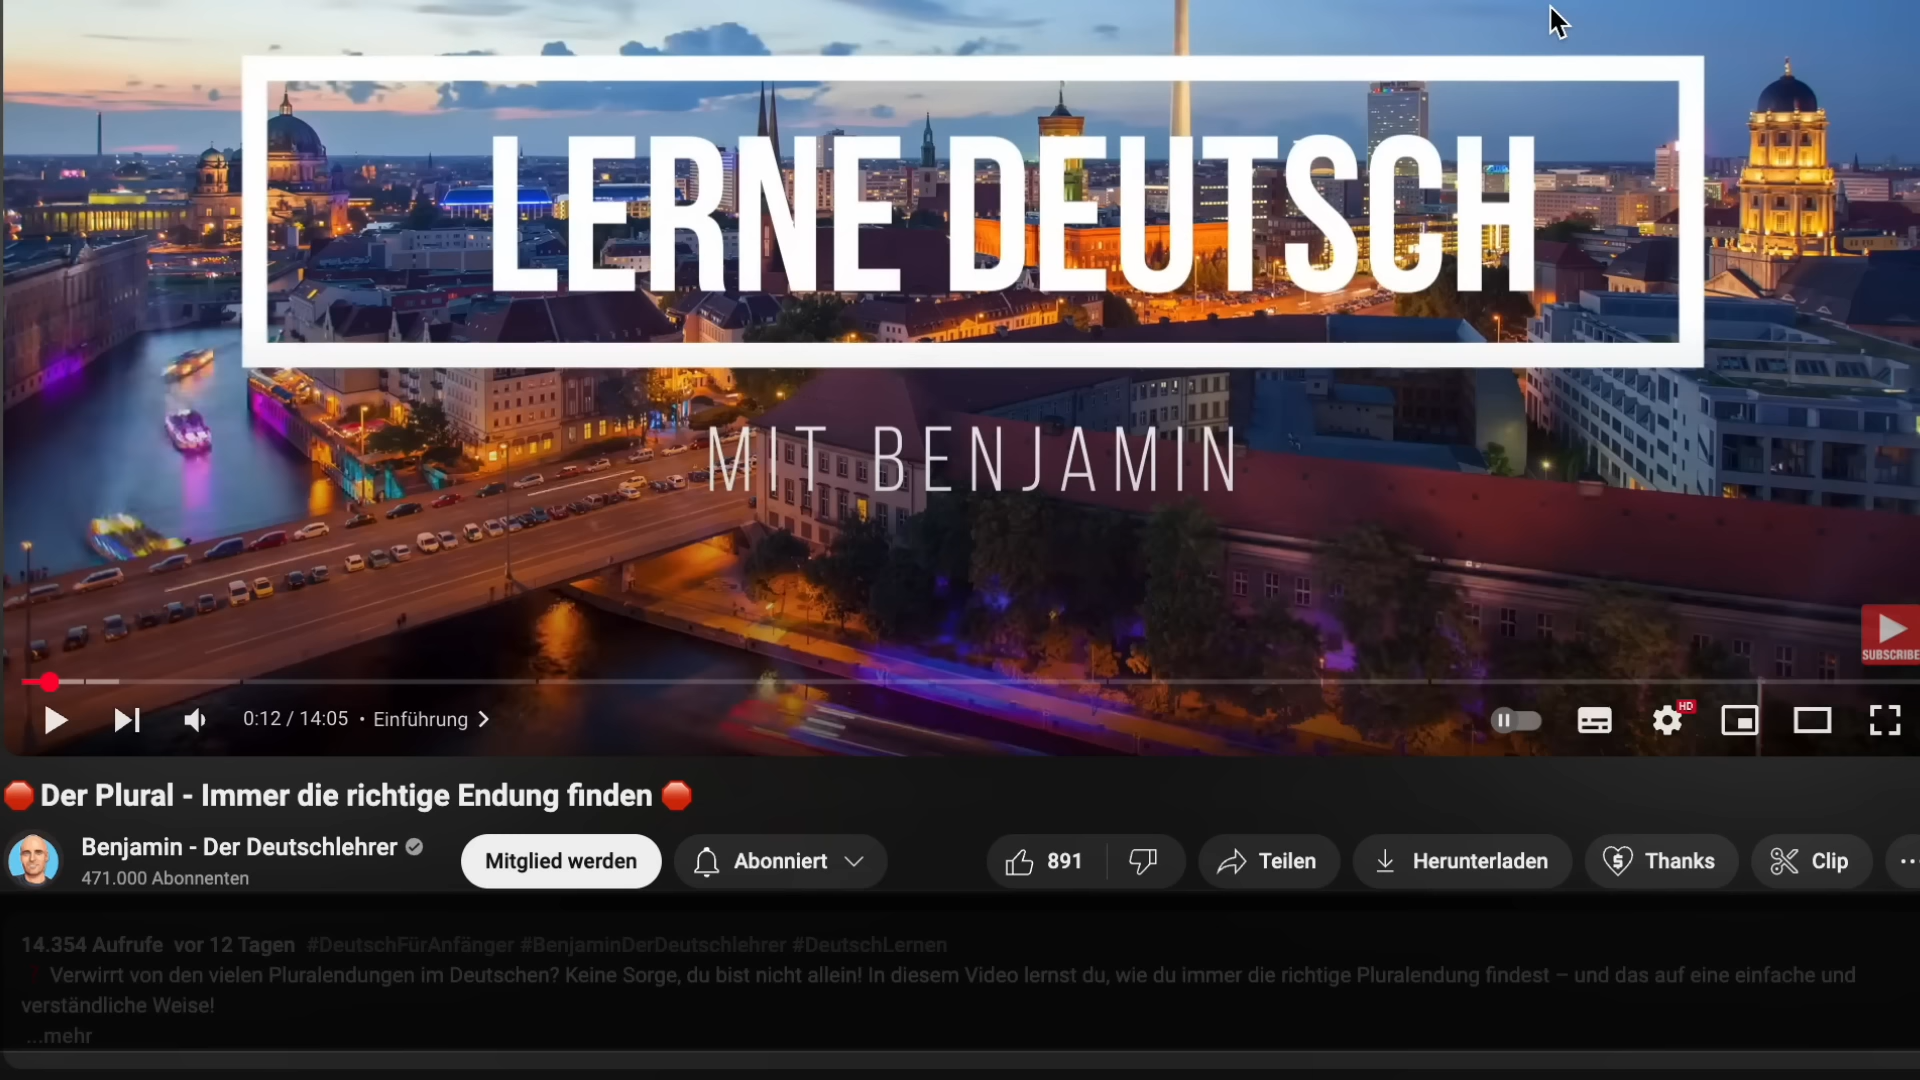 LERNE DEUTSCH
MIT BENJAMIN
SUBSCRIBE
0:12 / 14:05 • Einführung
HD
🛑 Der Plural - Immer die richtige Endung finden 🛑
Benjamin - Der Deutschlehrer
471.000 Abonnenten
Mitglied werden
Abonniert
891
Teilen
Herunterladen
Thanks
Clip
14.354 Aufrufe vor 12 Tagen #DeutschFürAnfänger #BenjaminDerDeutschlehrer #DeutschLernen
Verwirrt von den vielen Pluralendungen im Deutschen? Keine Sorge, du bist nicht allein! In diesem Video lernst du, wie du immer die richtige Pluralendung findest – und das auf eine einfache und
verständliche Weise!
...mehr